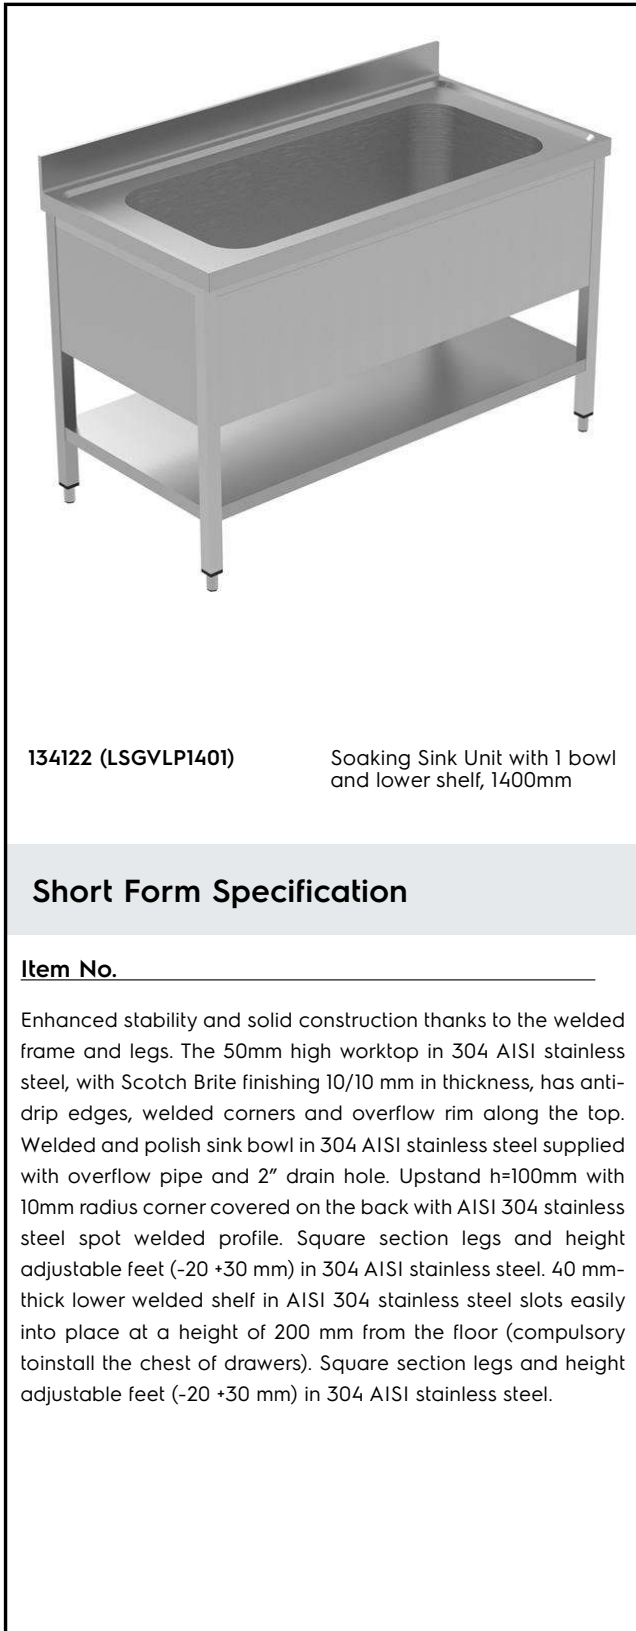 134122 (LSGVLP1401)
Soaking Sink Unit with 1 bowl
and lower shelf, 1400mm
Short Form Specification
Item No.
Enhanced stability and solid construction thanks to the welded
frame and legs. The 50mm high worktop in 304 AISI stainless
steel, with Scotch Brite finishing 10/10 mm in thickness, has anti-
drip edges, welded corners and overflow rim along the top.
Welded and polish sink bowl in 304 AISI stainless steel supplied
with overflow pipe and 2" drain hole. Upstand h=100mm with
10mm radius corner covered on the back with AISI 304 stainless
steel spot welded profile. Square section legs and height
adjustable feet (-20 +30 mm) in 304 AISI stainless steel. 40 mm-
thick lower welded shelf in AISI 304 stainless steel slots easily
into place at a height of 200 mm from the floor (compulsory
toinstall the chest of drawers). Square section legs and height
adjustable feet (-20 +30 mm) in 304 AISI stainless steel.